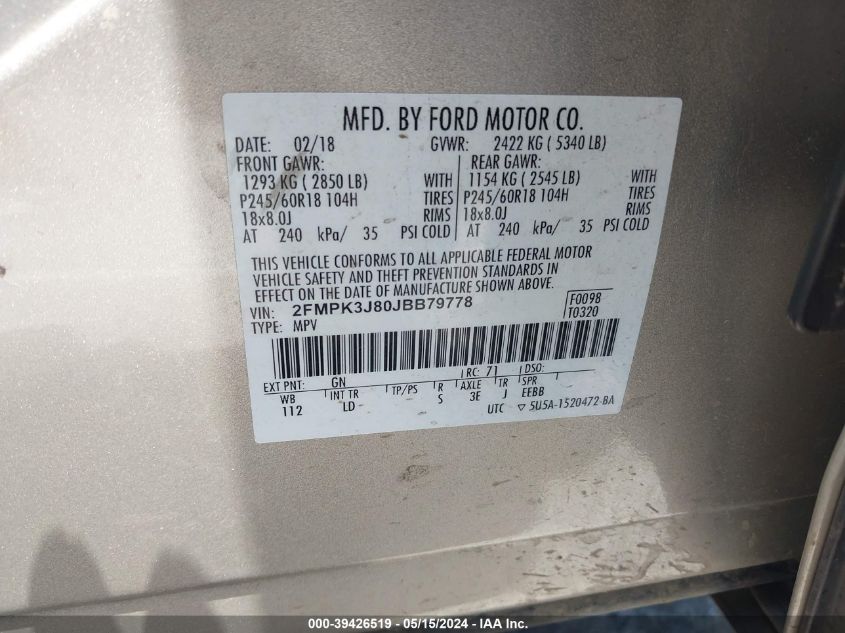 MFD. BY FORD MOTOR CO.
DATE: 02/18 GVWR: 2422 KG ( 5340 LB)
FRONT GAWR: REAR GAWR:
1293 KG ( 2850 LB) WITH 1154 KG ( 2545 LB) WITH
P245/60R18 104H TIRES P245/60R18 104H TIRES
18x8.0J RIMS 18x8.0J RIMS
AT 240 kPa/ 35 PSI COLD AT 240 kPa/ 35 PSI COLD
THIS VEHICLE CONFORMS TO ALL APPLICABLE FEDERAL MOTOR
VEHICLE SAFETY AND THEFT PREVENTION STANDARDS IN
EFFECT ON THE DATE OF MANUFACTURE SHOWN ABOVE.
VIN: 2FMPK3J80JBB79778 F0098
TYPE: MPV T0320
EXT PNT: GN RC: 71 DSO:
WB INT TR TP/PS R AXLE TR SPR
112 LD S 3E J EEBB
UTC ▽ 5U5A-1520472-BA
000-39426519 / 05/15/2024 / IAA, Inc.